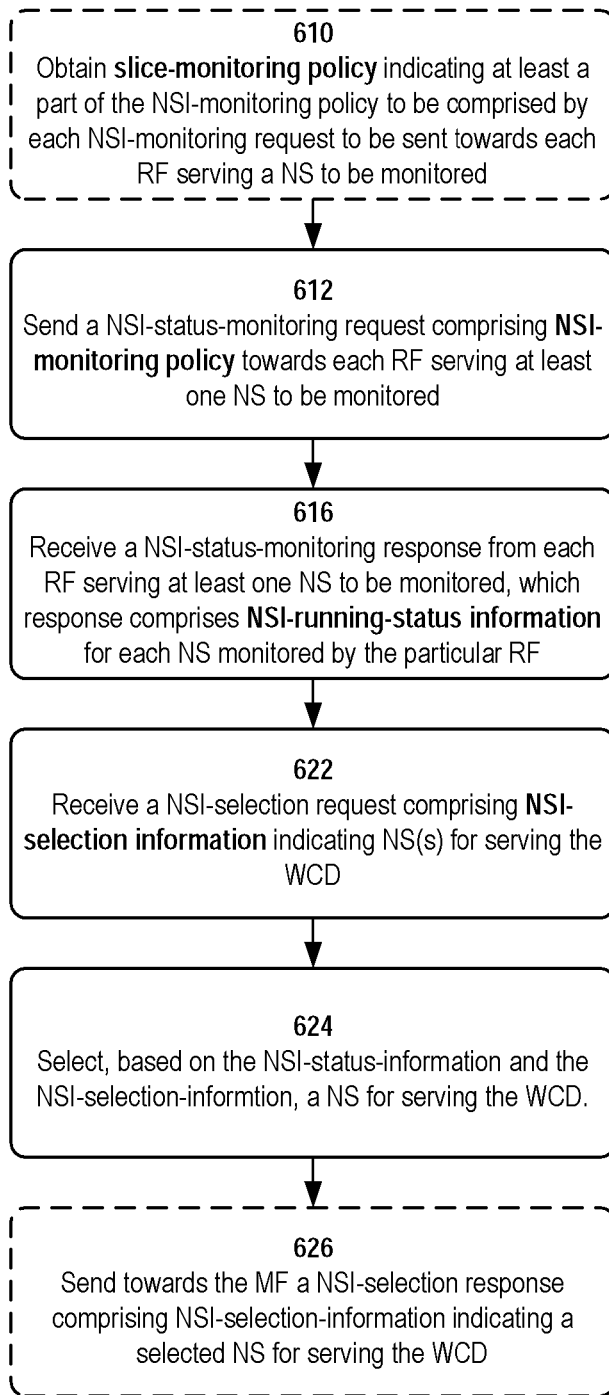 610
Obtain slice-monitoring policy indicating at least a
part of the NSI-monitoring policy to be comprised by
each NSI-monitoring request to be sent towards each
RF serving a NS to be monitored
612
Send a NSI-status-monitoring request comprising NSI-
monitoring policy towards each RF serving at least
one NS to be monitored
616
Receive a NSI-status-monitoring response from each
RF serving at least one NS to be monitored, which
response comprises NSI-running-status information
for each NS monitored by the particular RF
622
Receive a NSI-selection request comprising NSI-
selection information indicating NS(s) for serving the
WCD
624
Select, based on the NSI-status-information and the
NSI-selection-informtion, a NS for serving the WCD.
626
Send towards the MF a NSI-selection response
comprising NSI-selection-information indicating a
selected NS for serving the WCD